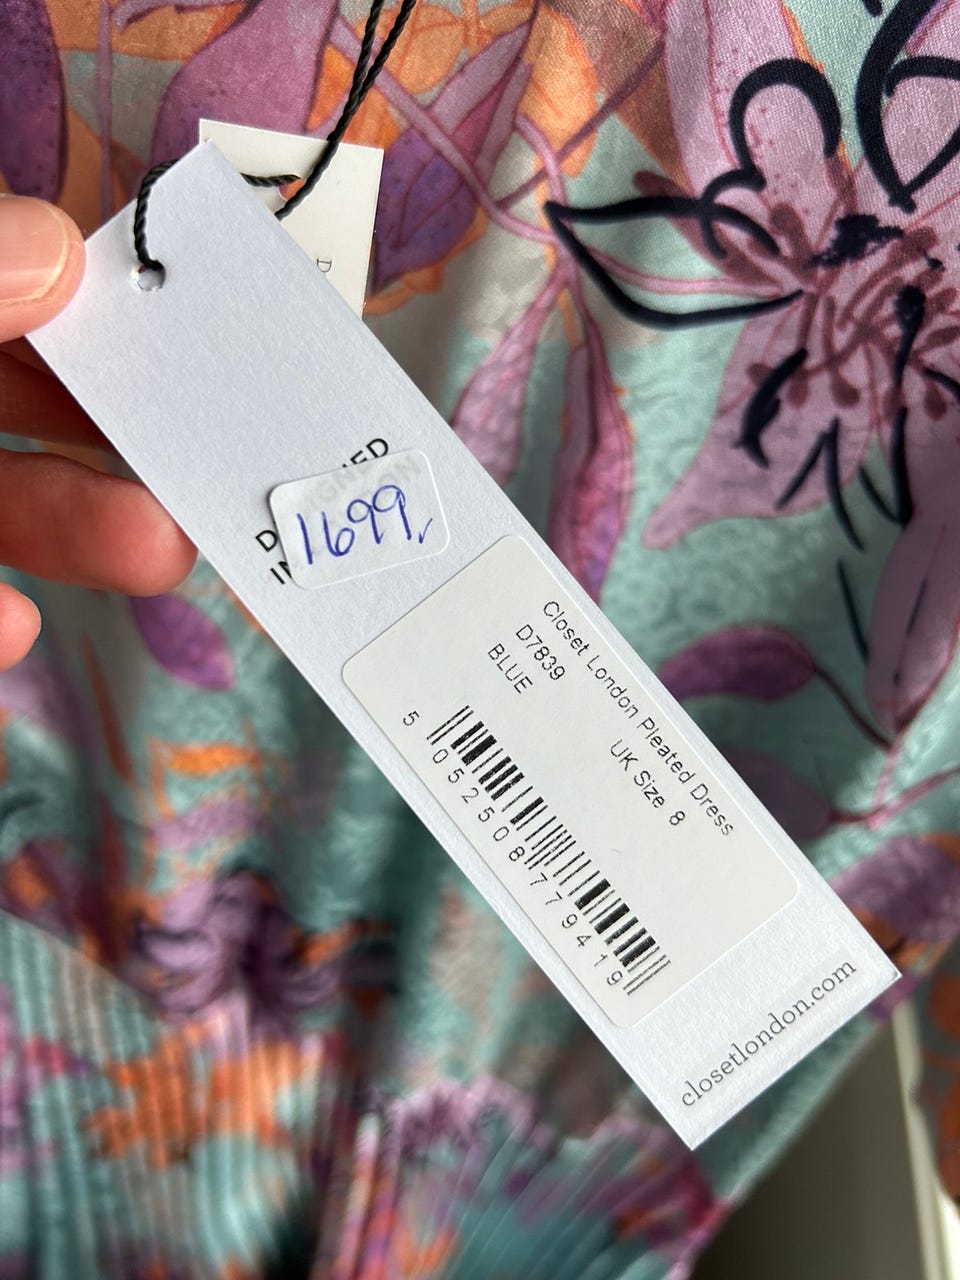 1699,
Closet London Pleated Dress
D7839
UK Size 8
BLUE
5 052508 779419
closetlondon.com